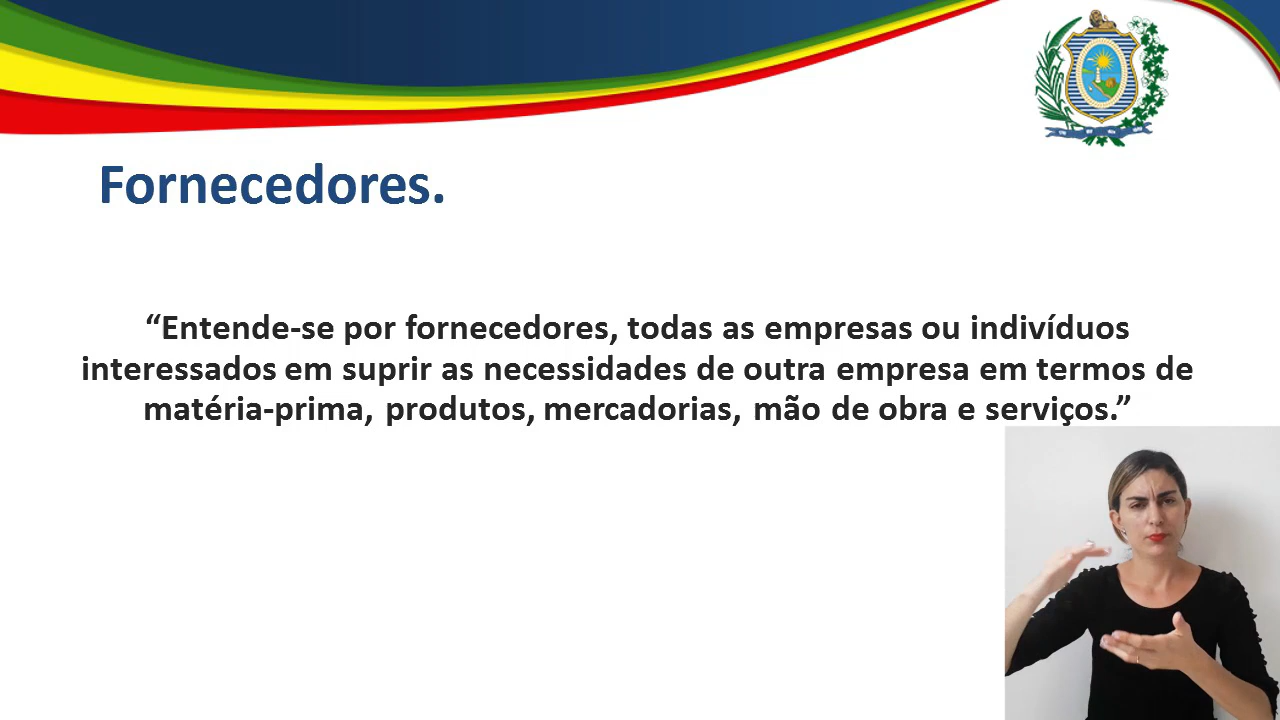 Fornecedores.
“Entende-se por fornecedores, todas as empresas ou indivíduos
interessados em suprir as necessidades de outra empresa em termos de
matéria-prima, produtos, mercadorias, mão de obra e serviços.”